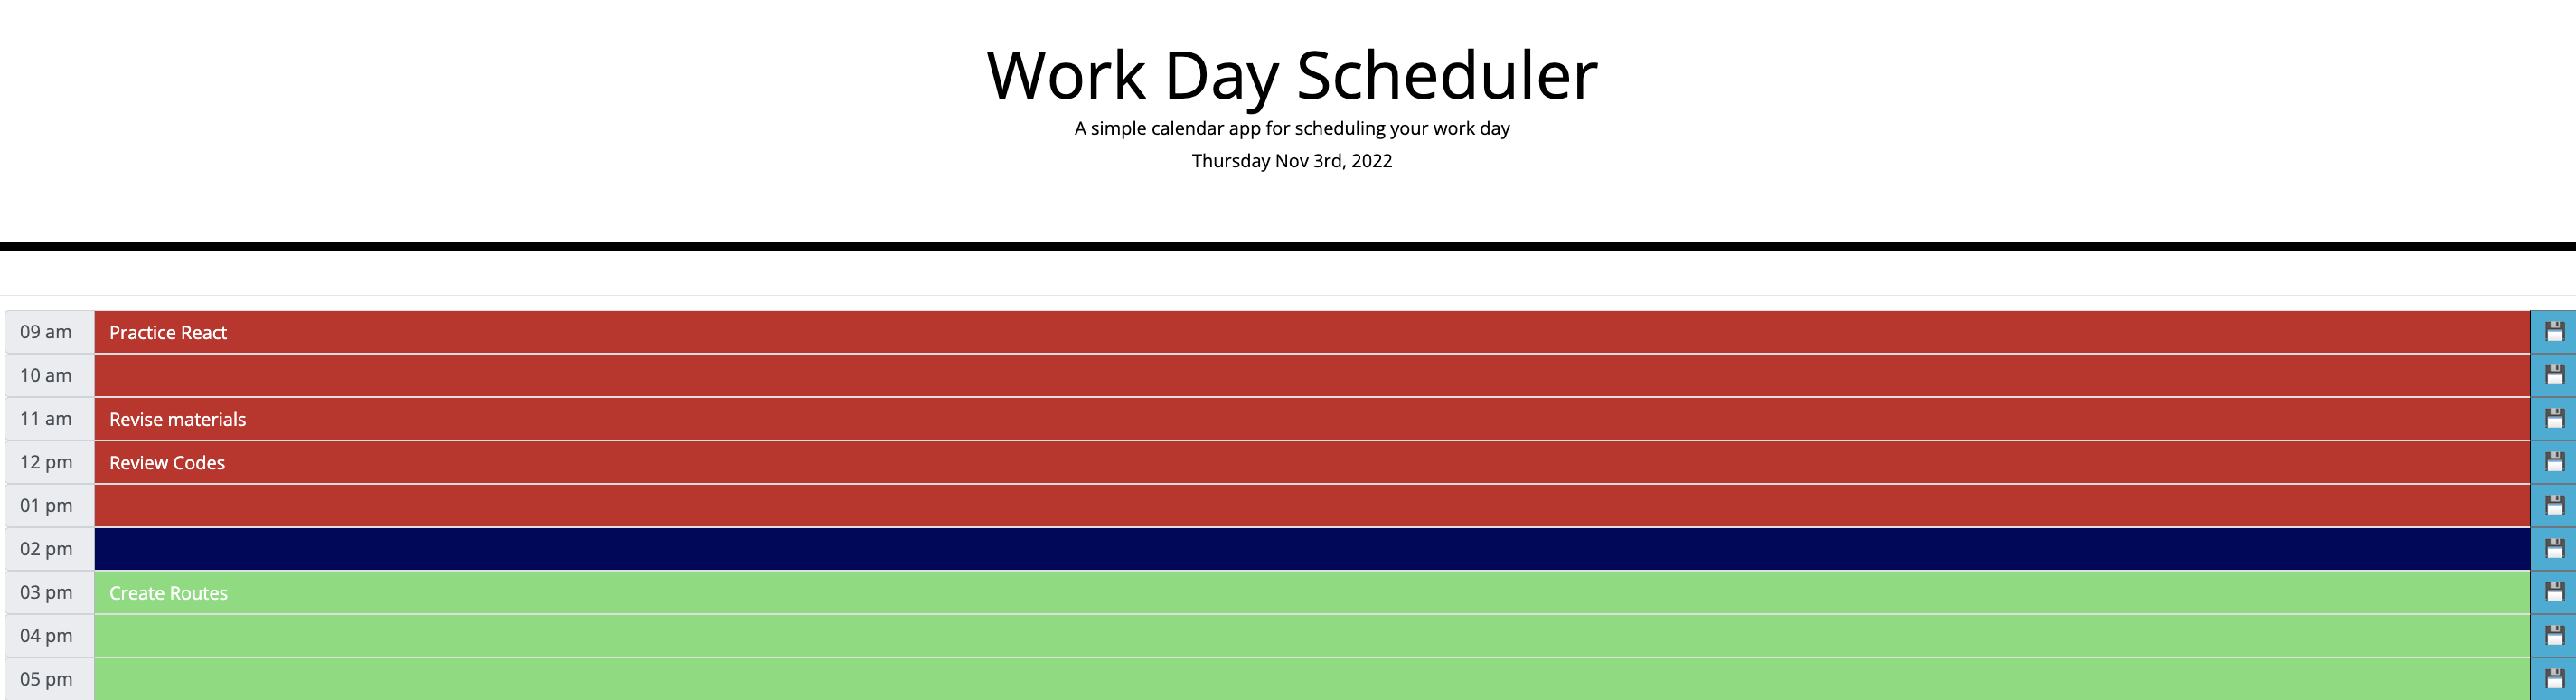 Work Day Scheduler
A simple calendar app for scheduling your work day
Thursday Nov 3rd, 2022
09 am Practice React
10 am
11 am Revise materials
12 pm Review Codes
01 pm
02 pm
03 pm Create Routes
04 pm
05 pm